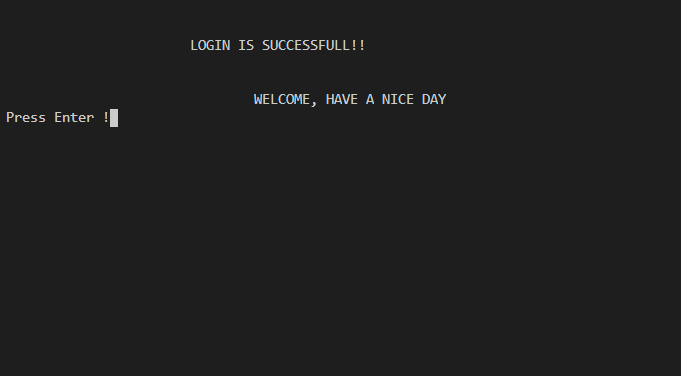 LOGIN IS SUCCESSFULL!!
WELCOME, HAVE A NICE DAY
Press Enter !